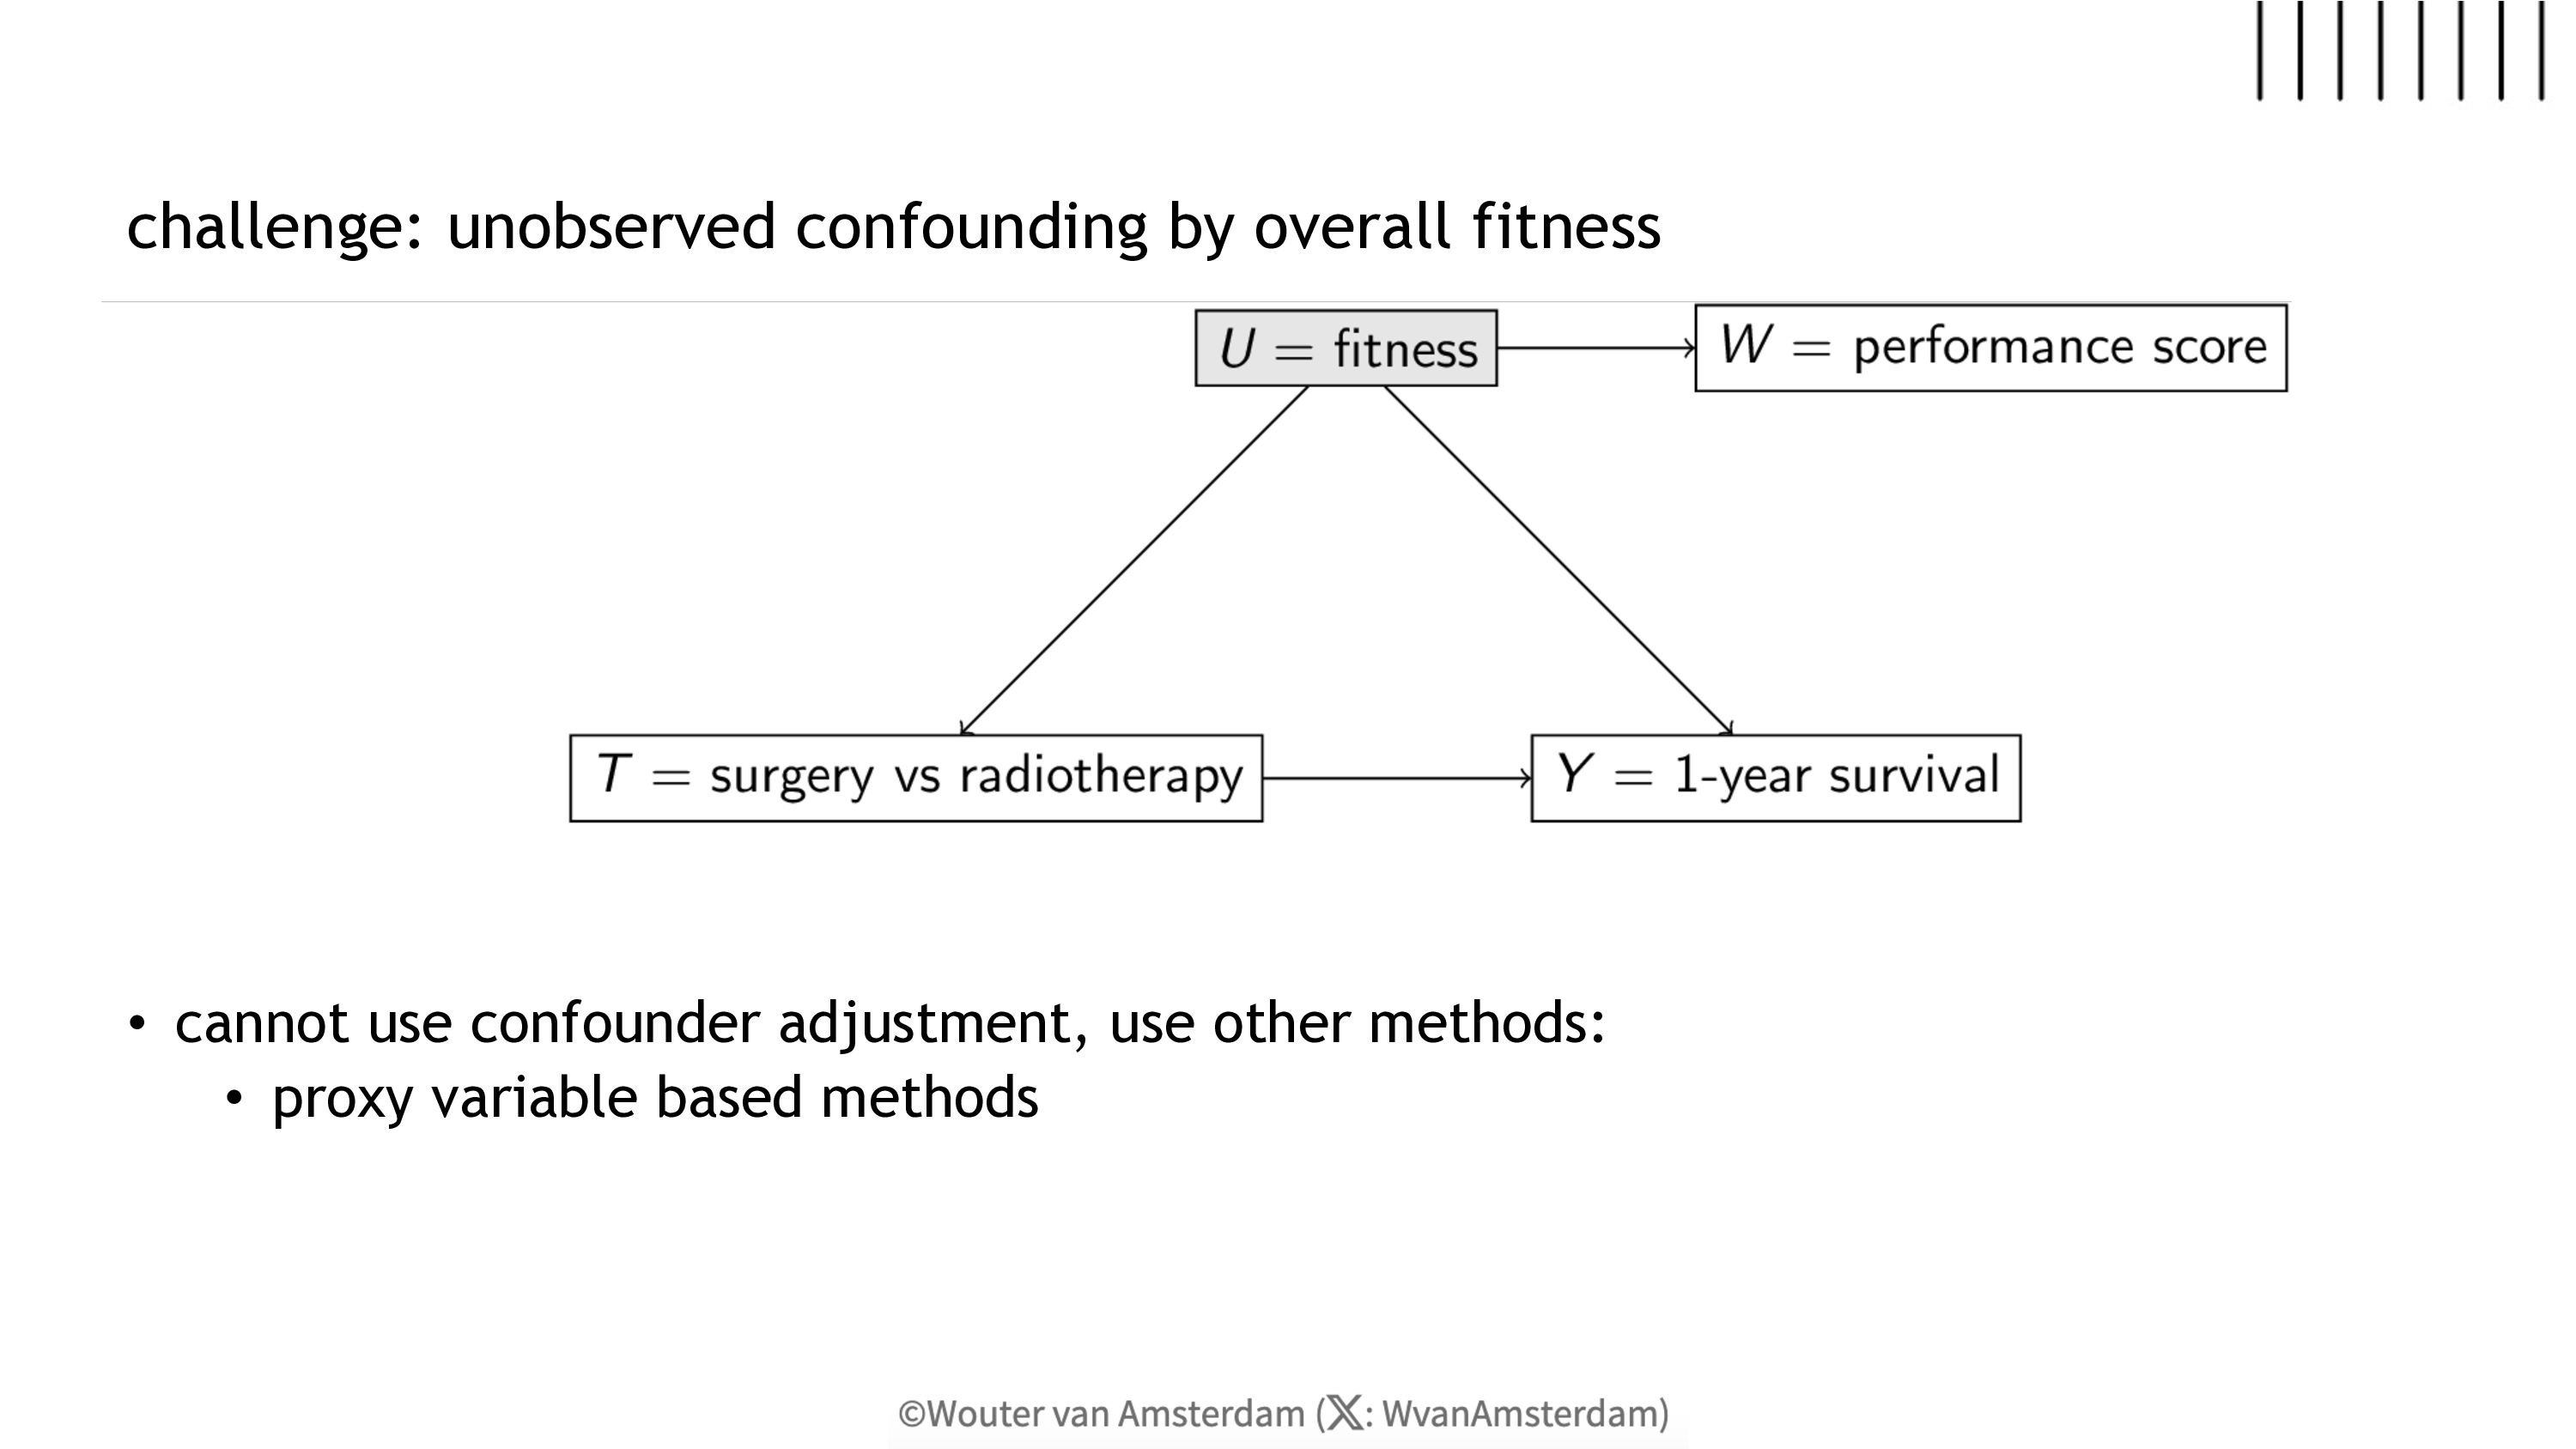 challenge: unobserved confounding by overall fitness
U = fitness
W = performance score
T = surgery vs radiotherapy
Y = 1-year survival
• cannot use confounder adjustment, use other methods:
• proxy variable based methods
©Wouter van Amsterdam (𝕏: WvanAmsterdam)